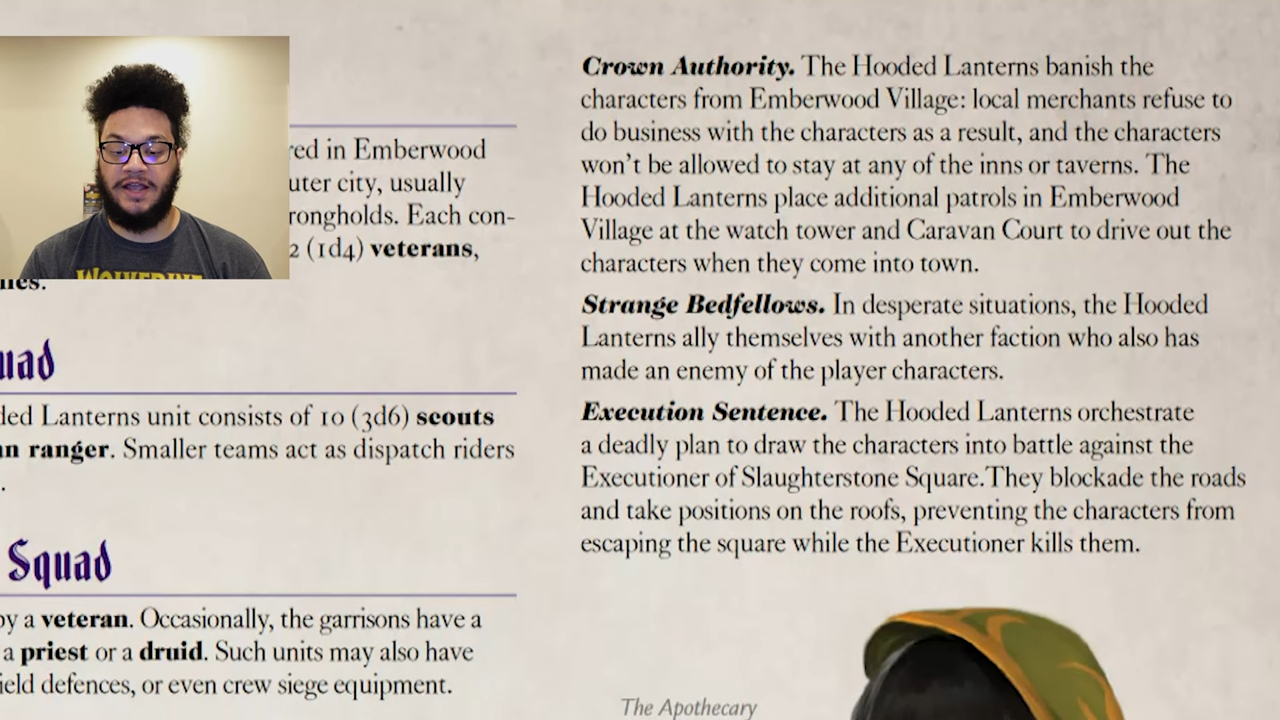 red in Emberwood
uter city, usually
rongholds. Each con-
2 (1d4) veterans,
uad
ded Lanterns unit consists of 10 (3d6) scouts
an ranger. Smaller teams act as dispatch riders
.
Squad
by a veteran. Occasionally, the garrisons have a
a priest or a druid. Such units may also have
ield defences, or even crew siege equipment.
Crown Authority. The Hooded Lanterns banish the
characters from Emberwood Village: local merchants refuse to
do business with the characters as a result, and the characters
won't be allowed to stay at any of the inns or taverns. The
Hooded Lanterns place additional patrols in Emberwood
Village at the watch tower and Caravan Court to drive out the
characters when they come into town.
Strange Bedfellows. In desperate situations, the Hooded
Lanterns ally themselves with another faction who also has
made an enemy of the player characters.
Execution Sentence. The Hooded Lanterns orchestrate
a deadly plan to draw the characters into battle against the
Executioner of Slaughterstone Square.They blockade the roads
and take positions on the roofs, preventing the characters from
escaping the square while the Executioner kills them.
The Apothecary
WOLVERINE